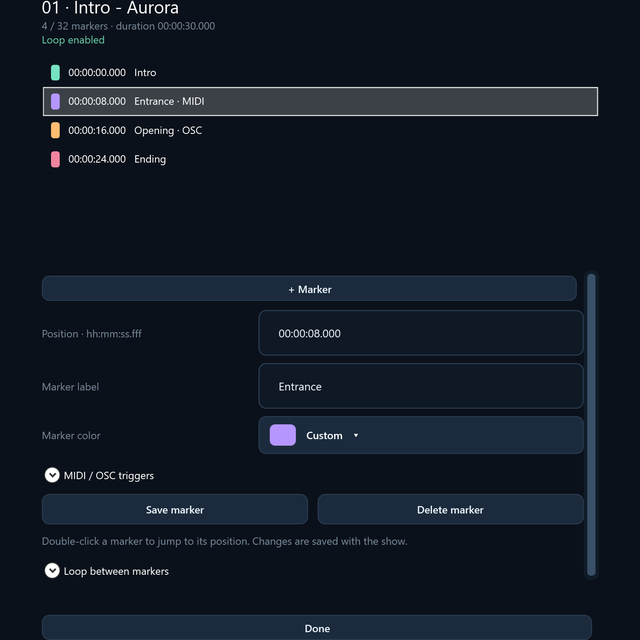 01 · Intro - Aurora
4 / 32 markers · duration 00:00:30.000
Loop enabled
00:00:00.000 Intro
00:00:08.000 Entrance · MIDI
00:00:16.000 Opening · OSC
00:00:24.000 Ending
+ Marker
Position · hh:mm:ss.fff 00:00:08.000
Marker label Entrance
Marker color Custom
MIDI / OSC triggers
Save marker Delete marker
Double-click a marker to jump to its position. Changes are saved with the show.
Loop between markers
Done